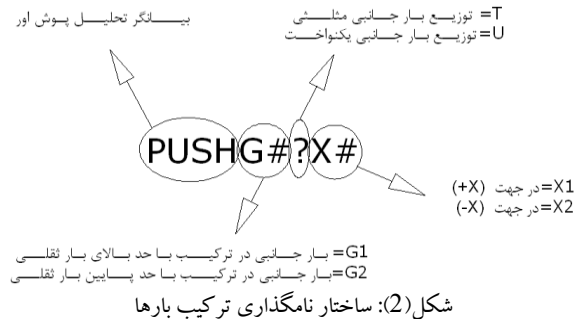 T= توزیع بار جانبی مثلثی
U= توزیع بار جانبی یکنواخت
بیانگر تحلیل پوش اور
PUSHG#?X#
X1= در جهت (+X)
X2= در جهت (-X)
G1= بار جانبی در ترکیب با حد بالای بار ثقلی
G2= بار جانبی در ترکیب با حد پایین بار ثقلی
شکل(2): ساختار نامگذاری ترکیب بارها